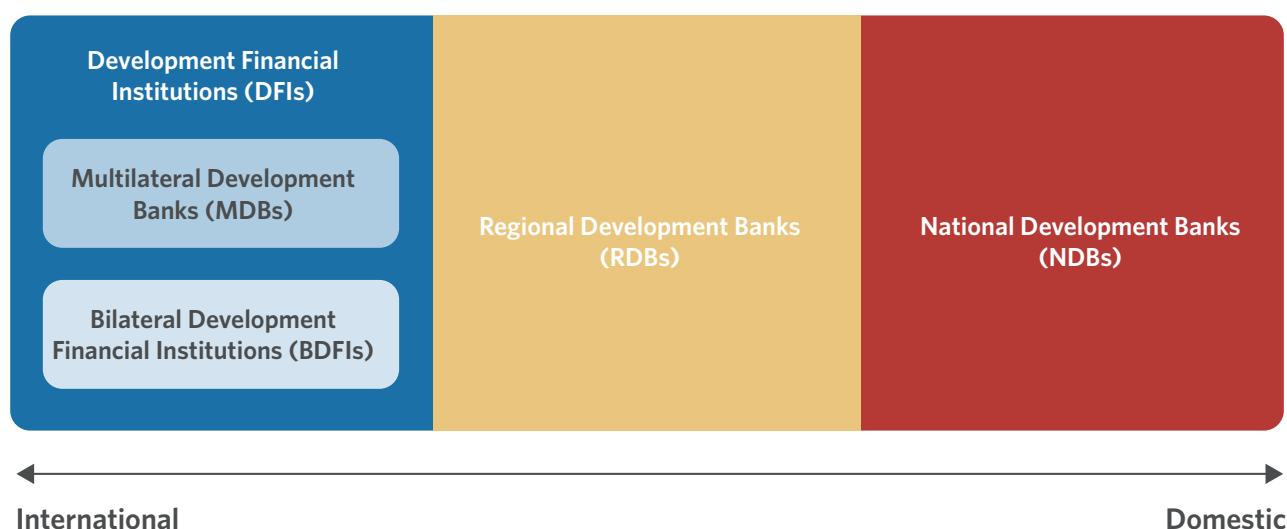 Development Financial
Institutions (DFIs)
Multilateral Development
Banks (MDBs)
Bilateral Development
Financial Institutions (BDFIs)
Regional Development Banks
(RDBs)
National Development Banks
(NDBs)
International
Domestic